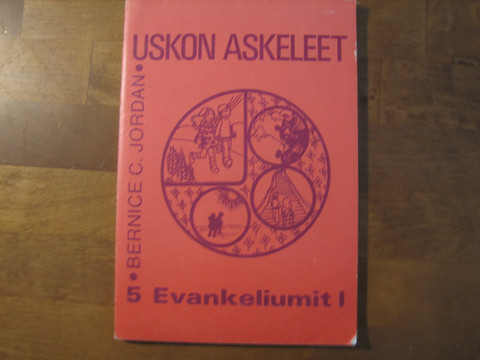 USKON ASKELEET
• BERNICE C. JORDAN •
5 Evankeliumit I